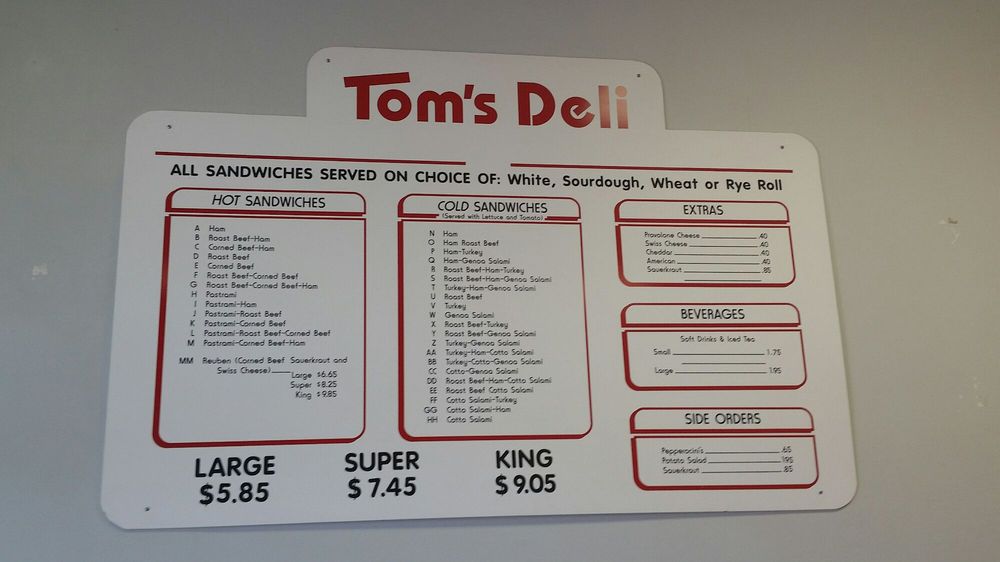 Tom's Deli
ALL SANDWICHES SERVED ON CHOICE OF: White, Sourdough, Wheat or Rye Roll
HOT SANDWICHES
A Ham
B Roast Beef-Ham
C Corned Beef-Ham
D Roast Beef
E Corned Beef
F Roast Beef-Corned Beef
G Roast Beef-Corned Beef-Ham
H Pastrami
I Pastrami-Ham
J Pastrami-Roast Beef
K Pastrami-Corned Beef
L Pastrami-Roast Beef-Corned Beef
M Pastrami-Corned Beef-Ham
MM Reuben (Corned Beef Sauerkraut and
Swiss Cheese) Large $6.65
Super $8.25
King $9.85
COLD SANDWICHES
(Served with Lettuce and Tomato)
N Ham
O Ham Roast Beef
P Ham-Turkey
Q Ham-Genoa Salami
R Roast Beef-Ham-Turkey
S Roast Beef-Ham-Genoa Salami
T Turkey-Ham-Genoa Salami
U Roast Beef
V Turkey
W Genoa Salami
X Roast Beef-Turkey
Y Roast Beef-Genoa Salami
Z Turkey-Genoa Salami
AA Turkey-Ham-Cotto Salami
BB Turkey-Cotto-Genoa Salami
CC Cotto-Genoa Salami
DD Roast Beef-Ham-Cotto Salami
EE Roast Beef Cotto Salami
FF Cotto Salami-Turkey
GG Cotto Salami-Ham
HH Cotto Salami
EXTRAS
Provolone Cheese .40
Swiss Cheese .40
Cheddar .40
American .40
Sauerkraut .85
BEVERAGES
Soft Drinks & Iced Tea
Small 1.75
Large 1.95
SIDE ORDERS
Pepperocini's .65
Potato Salad 1.95
Sauerkraut .85
LARGE
$5.85
SUPER
$7.45
KING
$9.05